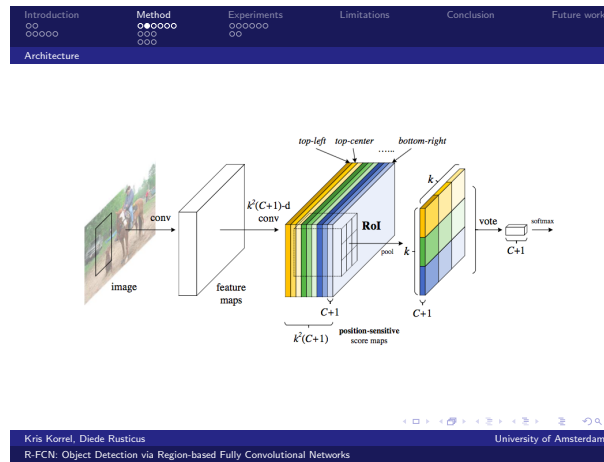 Introduction Method Experiments Limitations Conclusion Future work
Architecture
top-left top-center ...... bottom-right
k
k²(C+1)-d
conv
conv
RoI
pool
k
vote
softmax
C+1
image
feature
maps
C+1
C+1
k²(C+1)
position-sensitive
score maps
Kris Korrel, Diede Rusticus University of Amsterdam
R-FCN: Object Detection via Region-based Fully Convolutional Networks